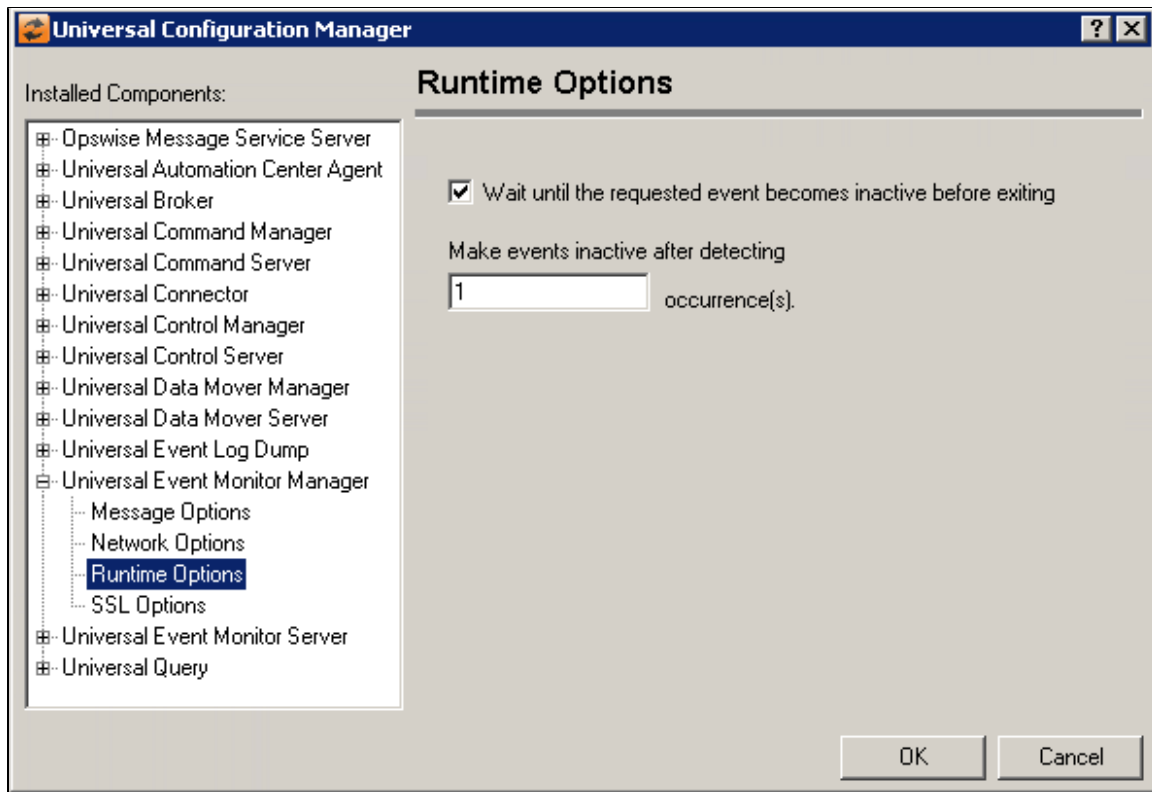 Universal Configuration Manager
Installed Components:
Opswise Message Service Server
Universal Automation Center Agent
Universal Broker
Universal Command Manager
Universal Command Server
Universal Connector
Universal Control Manager
Universal Control Server
Universal Data Mover Manager
Universal Data Mover Server
Universal Event Log Dump
Universal Event Monitor Manager
Message Options
Network Options
Runtime Options
SSL Options
Universal Event Monitor Server
Universal Query
Runtime Options
Wait until the requested event becomes inactive before exiting
Make events inactive after detecting
1 occurrence(s).
OK Cancel